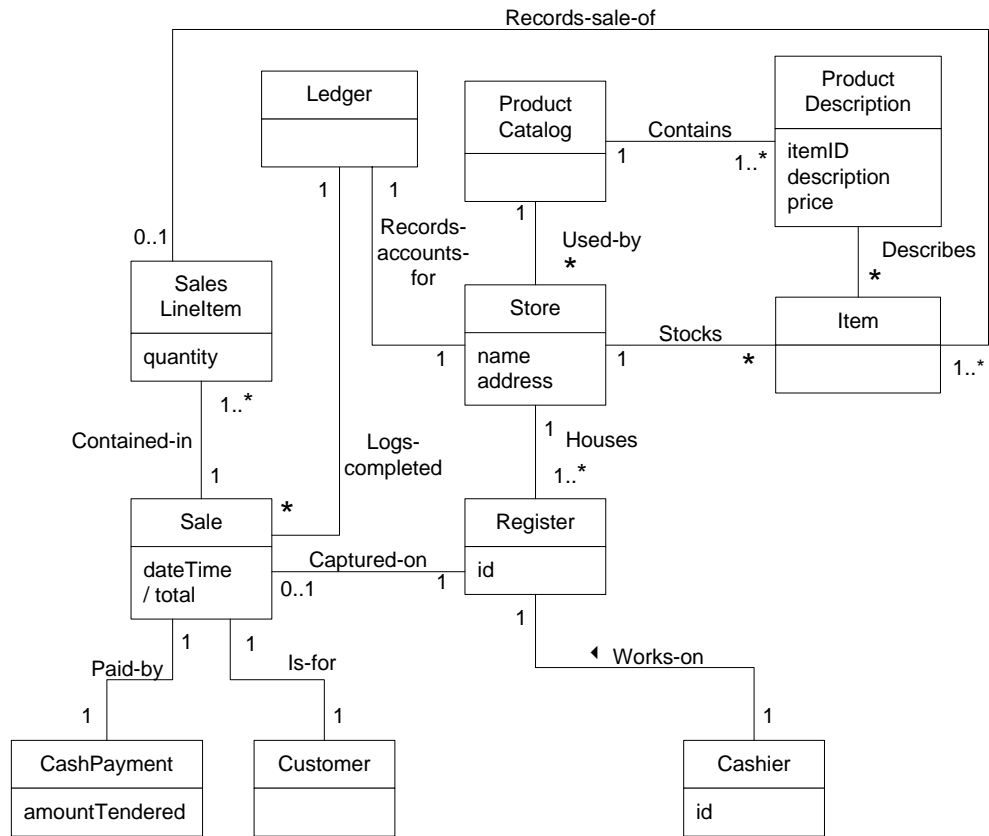 Records-sale-of
Ledger
Product
Catalog
Product
Description
itemID
description
price
Contains
1
1..*
1
1
1
Records-
accounts-
for
Used-by
*
Describes
*
0..1
Sales
LineItem
quantity
Store
name
address
Item
Stocks
1
1
*
1..*
1..*
Contained-in
1
Logs-
completed
*
1
Houses
1..*
Sale
dateTime
/ total
Captured-on
0..1
1
Register
id
1
1
1
Paid-by
Is-for
Works-on
1
1
1
CashPayment
amountTendered
Customer
Cashier
id